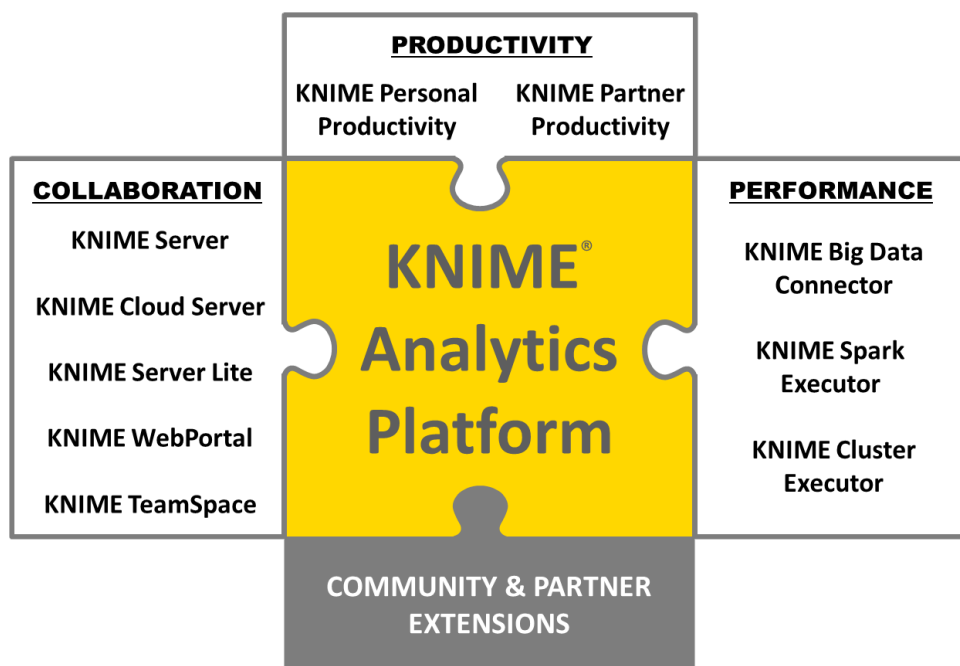 PRODUCTIVITY
KNIME Personal
Productivity
KNIME Partner
Productivity
COLLABORATION
KNIME Server
KNIME Cloud Server
KNIME Server Lite
KNIME WebPortal
KNIME TeamSpace
KNIME®
Analytics
Platform
PERFORMANCE
KNIME Big Data
Connector
KNIME Spark
Executor
KNIME Cluster
Executor
COMMUNITY & PARTNER
EXTENSIONS